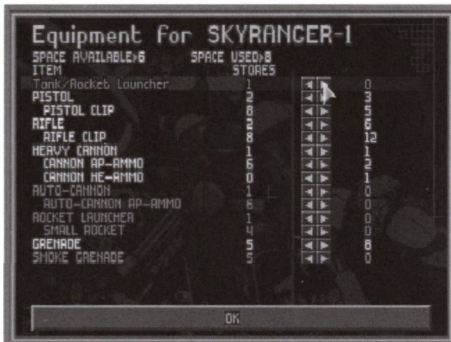 Equipment for SKYRANGER-1
SPACE AVAILABLE>6 SPACE USED>8
ITEM STORES
Tank/Rocket Launcher 1 0
PISTOL 2 3
PISTOL CLIP 8 5
RIFLE 2 6
RIFLE CLIP 8 12
HEAVY CANNON 1 1
CANNON AP-AMMO 6 2
CANNON HE-AMMO 0 1
AUTO-CANNON 1 0
AUTO-CANNON AP-AMMO 6 0
ROCKET LAUNCHER 1 0
SMALL ROCKET 4 0
GRENADE 5 8
SMOKE GRENADE 5 0
OK